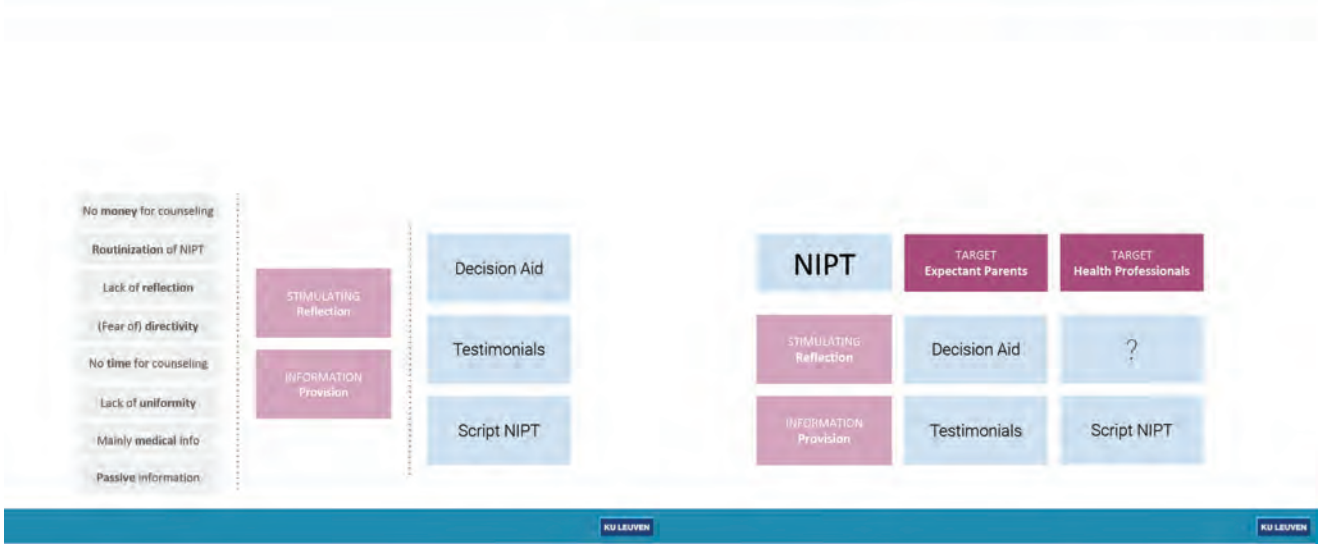 No money for counseling
Routinization of NIPT
Lack of reflection
(Fear of) directivity
No time for counseling
Lack of uniformity
Mainly medical info
Passive information
STIMULATING
Reflection
INFORMATION
Provision
Decision Aid
Testimonials
Script NIPT
KU LEUVEN
NIPT
TARGET
Expectant Parents
TARGET
Health Professionals
STIMULATING
Reflection
Decision Aid
?
INFORMATION
Provision
Testimonials
Script NIPT
KU LEUVEN